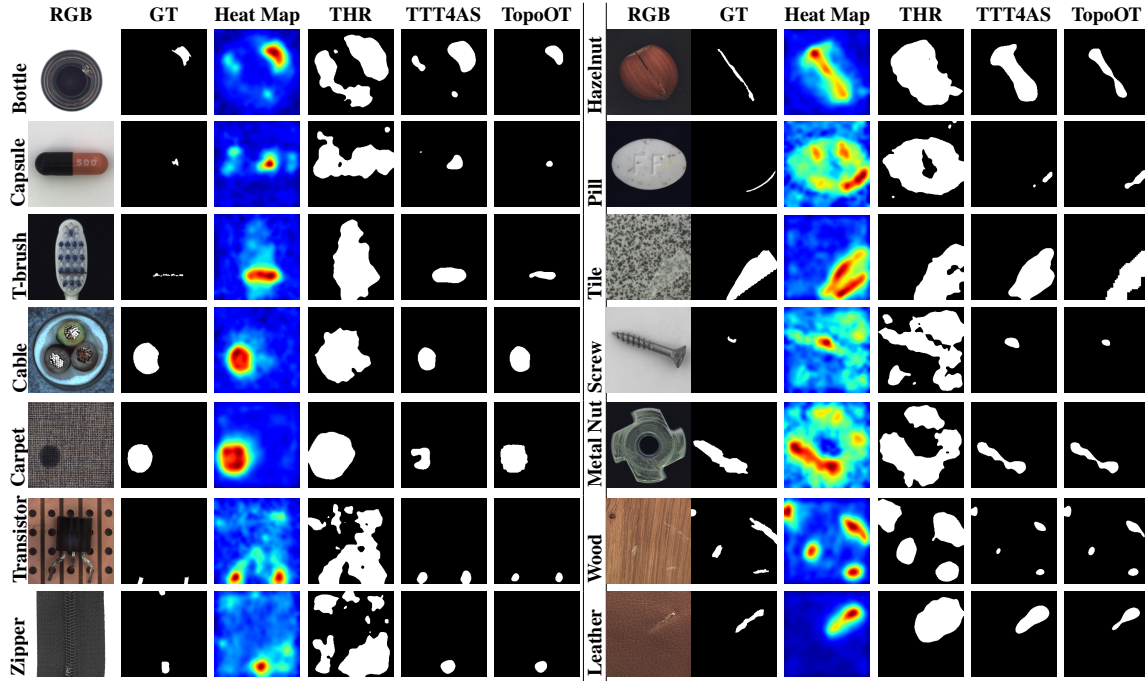 RGB GT Heat Map THR TTT4AS TopoOT RGB GT Heat Map THR TTT4AS TopoOT
Bottle
Hazelnut
Capsule
500
Pill
FF
T-brush
Tile
Cable
Screw
Carpet
Metal Nut
Transistor
Wood
Zipper
Leather